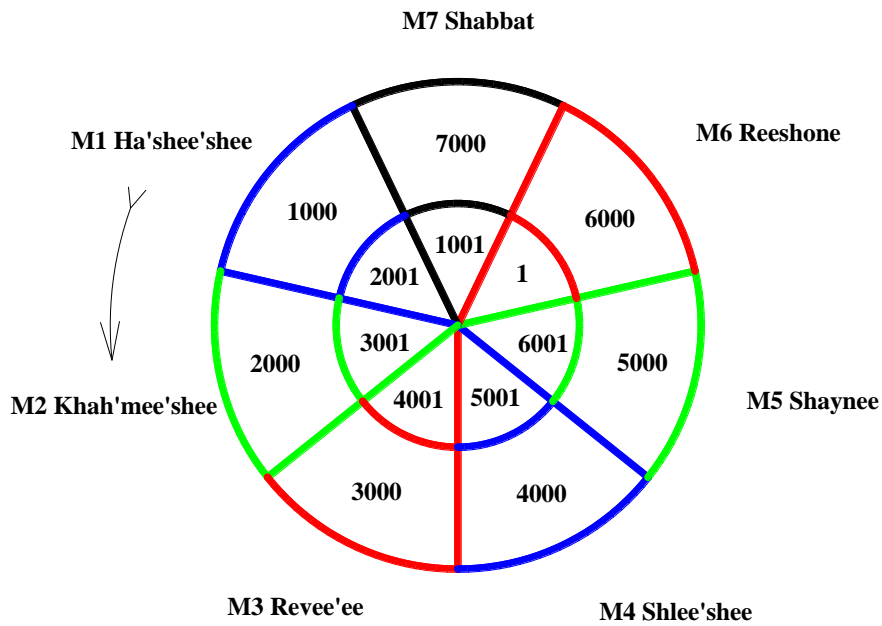 M7 Shabbat
M1 Ha'shee'shee
M6 Reeshone
7000
1000
6000
1001
2001
1
3001
6001
2000
5000
4001
5001
M2 Khah'mee'shee
M5 Shaynee
3000
4000
M3 Revee'ee
M4 Shlee'shee